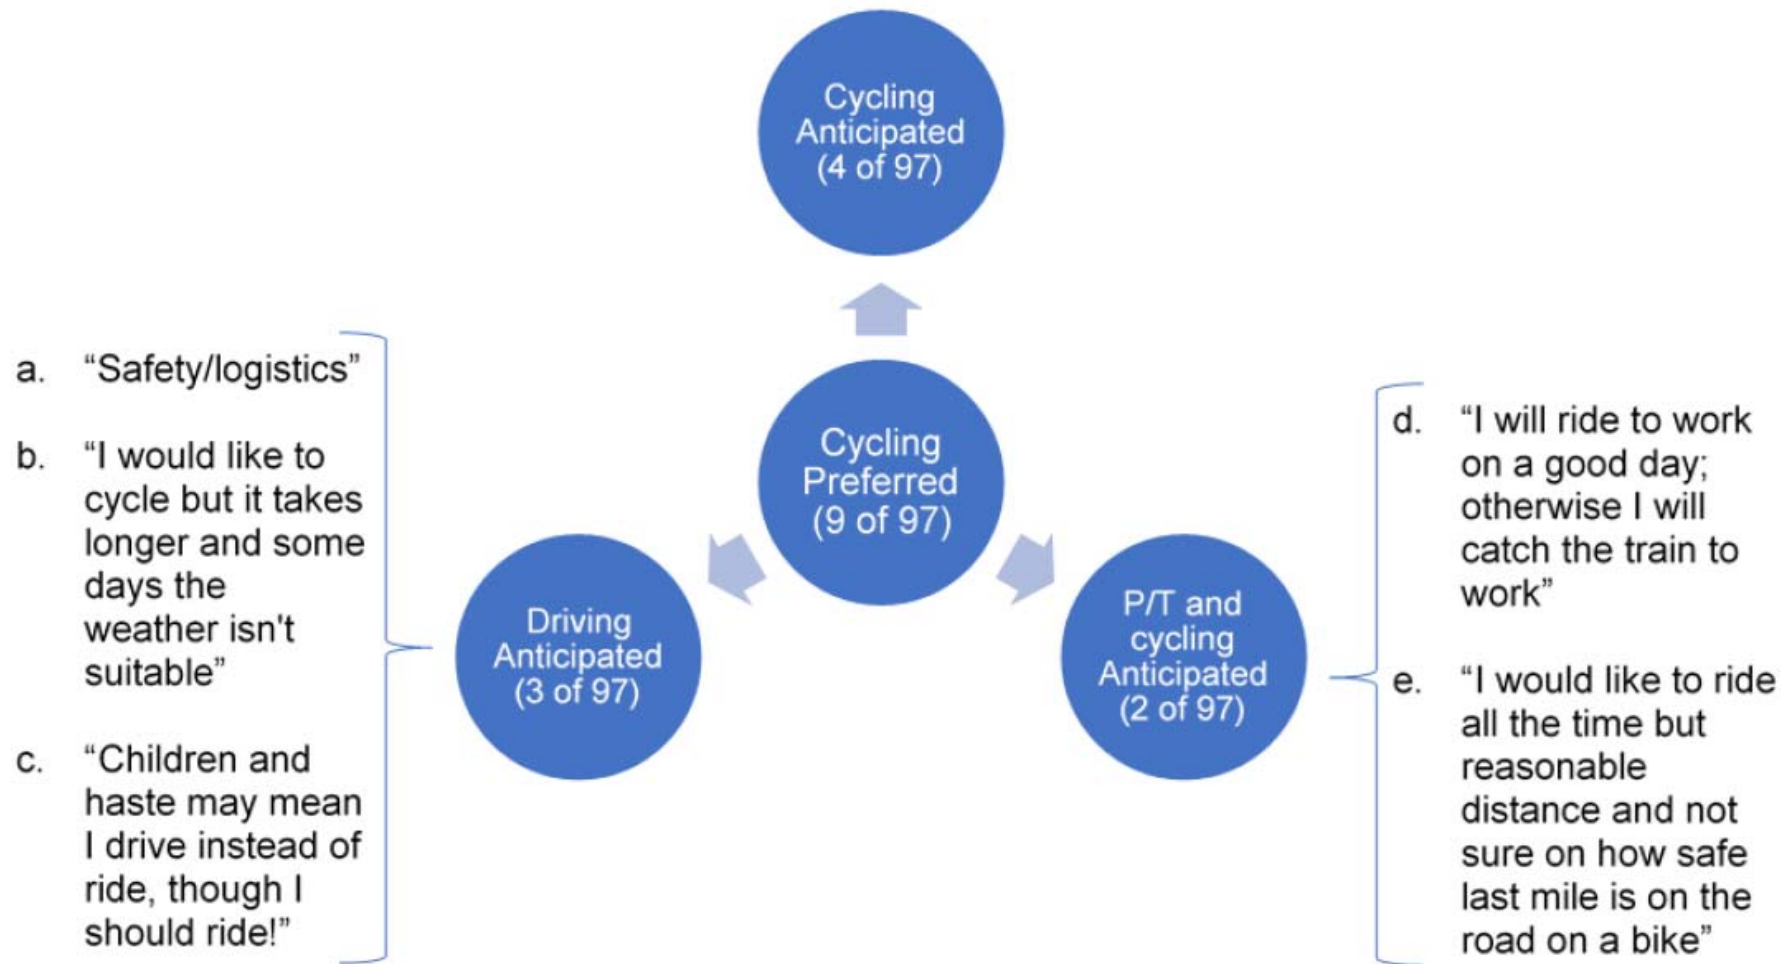 Cycling
Anticipated
(4 of 97)
Cycling
Preferred
(9 of 97)
Driving
Anticipated
(3 of 97)
P/T and
cycling
Anticipated
(2 of 97)
a. “Safety/logistics”
b. “I would like to
cycle but it takes
longer and some
days the
weather isn't
suitable”
c. “Children and
haste may mean
I drive instead of
ride, though I
should ride!”
d. “I will ride to work
on a good day;
otherwise I will
catch the train to
work”
e. “I would like to ride
all the time but
reasonable
distance and not
sure on how safe
last mile is on the
road on a bike”